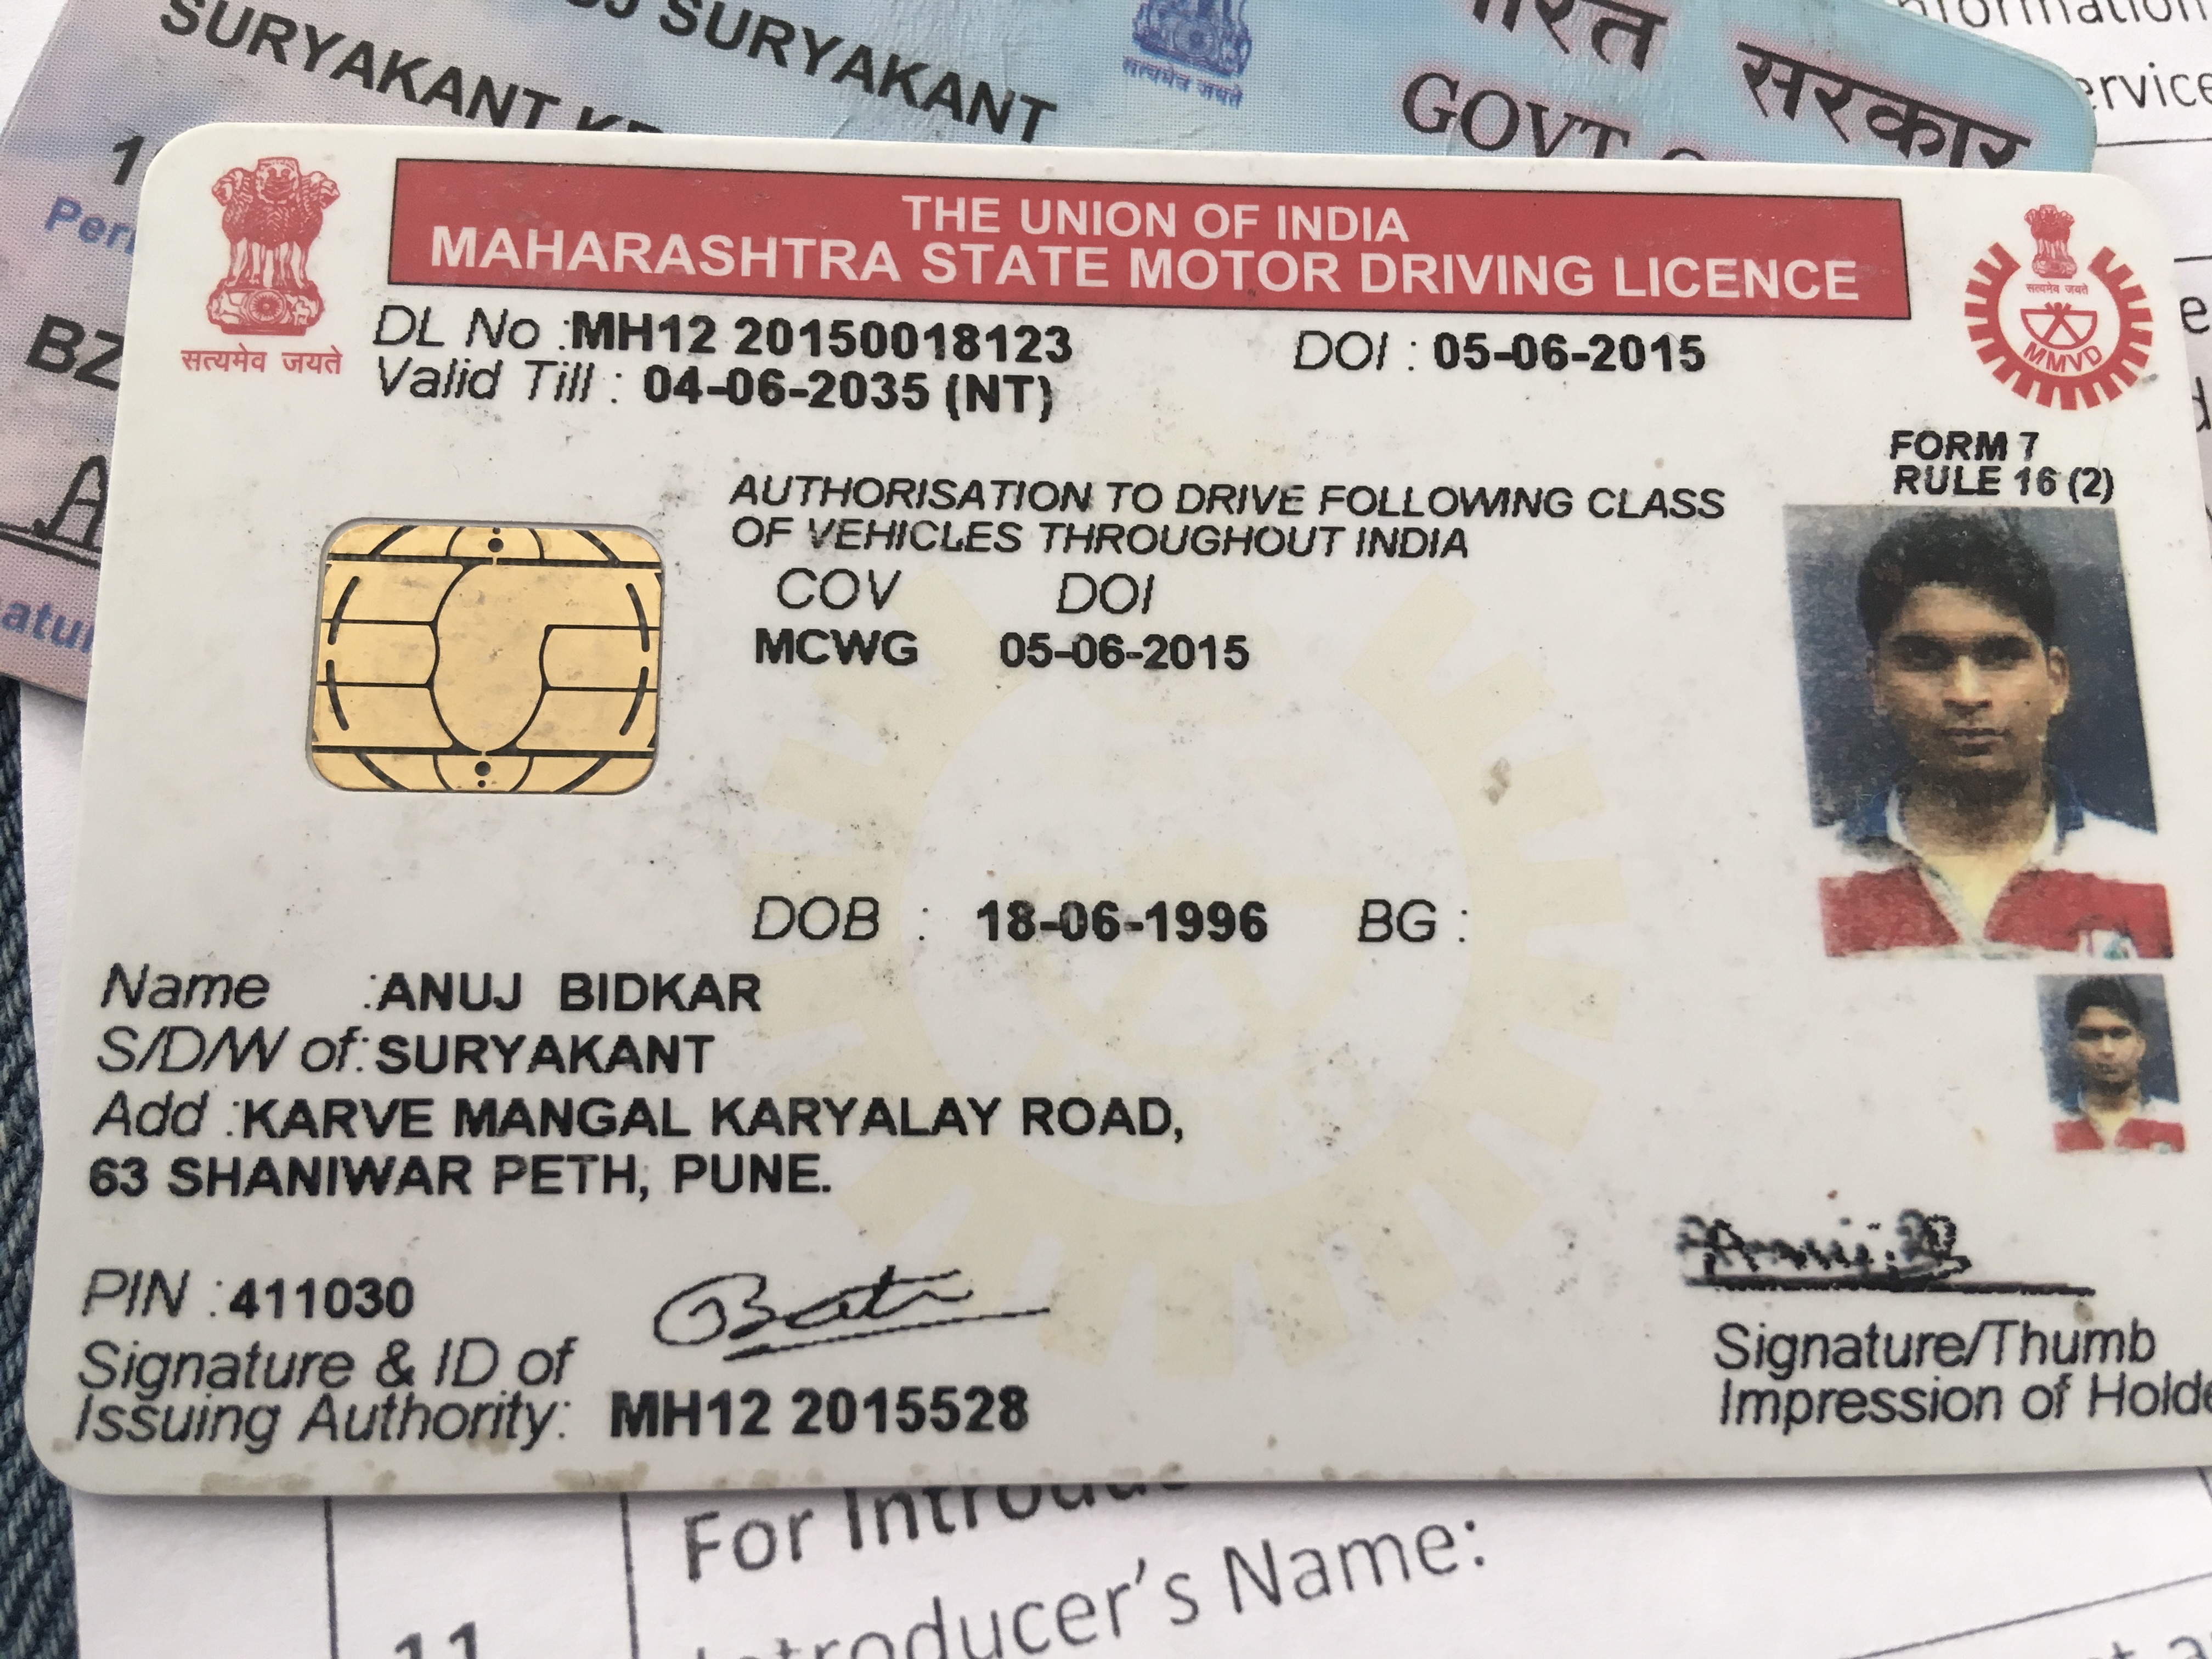 nformation
ervice
SURYAKANT
SURYAKANT
सत्यमेव जयते
सरकार
GOVT
1
BZ
THE UNION OF INDIA
MAHARASHTRA STATE MOTOR DRIVING LICENCE
सत्यमेव जयते
सत्यमेव जयते
MMVD
DL No :MH12 20150018123 DOI : 05-06-2015
Valid Till : 04-06-2035 (NT)
FORM 7
RULE 16 (2)
AUTHORISATION TO DRIVE FOLLOWING CLASS
OF VEHICLES THROUGHOUT INDIA
COV DOI
MCWG 05-06-2015
DOB : 18-06-1996 BG :
Name :ANUJ BIDKAR
S/D/W of:SURYAKANT
Add :KARVE MANGAL KARYALAY ROAD,
63 SHANIWAR PETH, PUNE.
PIN :411030
Signature & ID of
Issuing Authority: MH12 2015528
Signature/Thumb
Impression of Holde
For Introduc
Introducer's Name:
11